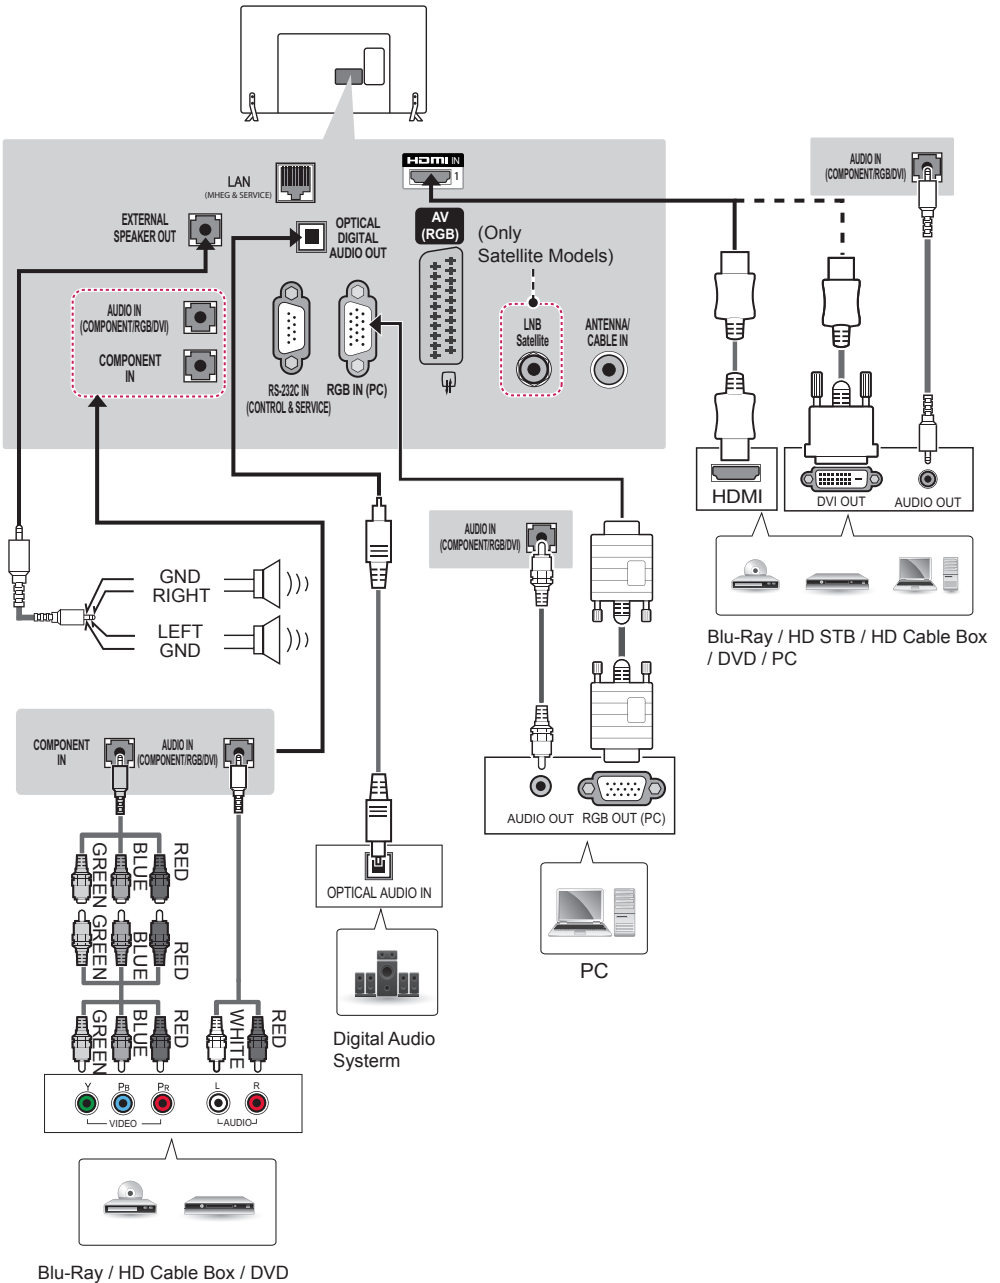 HDMI IN
1
LAN
(MHEG & SERVICE)
EXTERNAL
SPEAKER OUT
OPTICAL
DIGITAL
AUDIO OUT
AV
(RGB)
(Only
Satellite Models)
AUDIO IN
(COMPONENT/RGB/DVI)
COMPONENT
IN
RS-232C IN
(CONTROL & SERVICE)
RGB IN (PC)
LNB
Satellite
ANTENNA/
CABLE IN
AUDIO IN
(COMPONENT/RGB/DVI)
HDMI
DVI OUT
AUDIO OUT
Blu-Ray / HD STB / HD Cable Box
/ DVD / PC
GND
RIGHT
LEFT
GND
AUDIO IN
(COMPONENT/RGB/DVI)
AUDIO OUT
RGB OUT (PC)
PC
COMPONENT
IN
AUDIO IN
(COMPONENT/RGB/DVI)
GREEN
BLUE
RED
GREEN
BLUE
RED
GREEN
BLUE
RED
WHITE
RED
OPTICAL AUDIO IN
Digital Audio
Systerm
Y
PB
PR
L
R
VIDEO
AUDIO
Blu-Ray / HD Cable Box / DVD